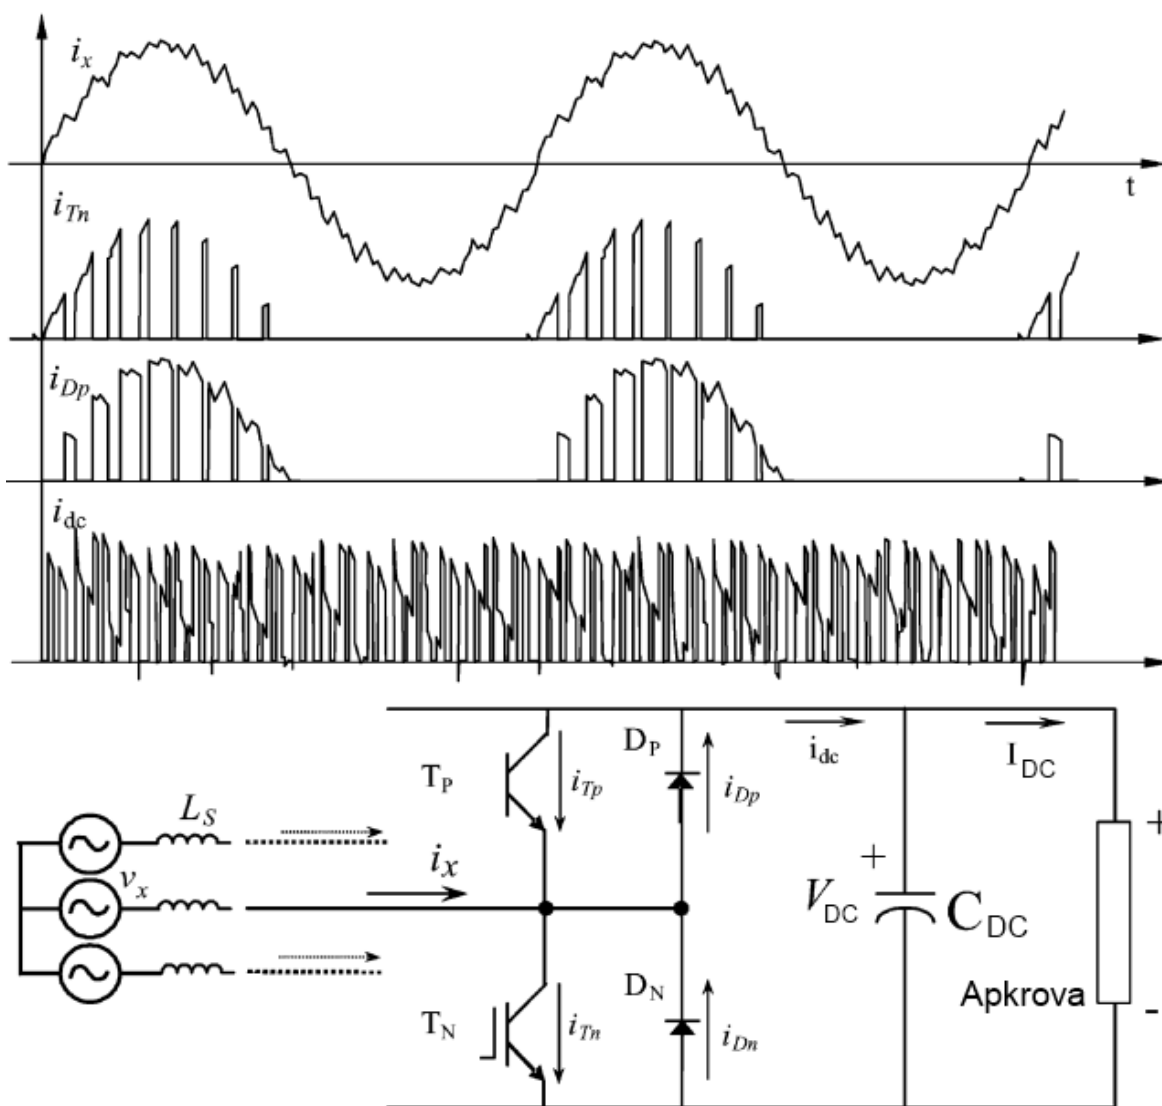 i_x
t
i_Tn
i_Dp
i_dc
T_P
i_Tp
D_P
i_Dp
i_dc
I_DC
L_S
+
v_x
i_x
+
V_DC
C_DC
T_N
i_Tn
D_N
i_Dn
Apkrova
-